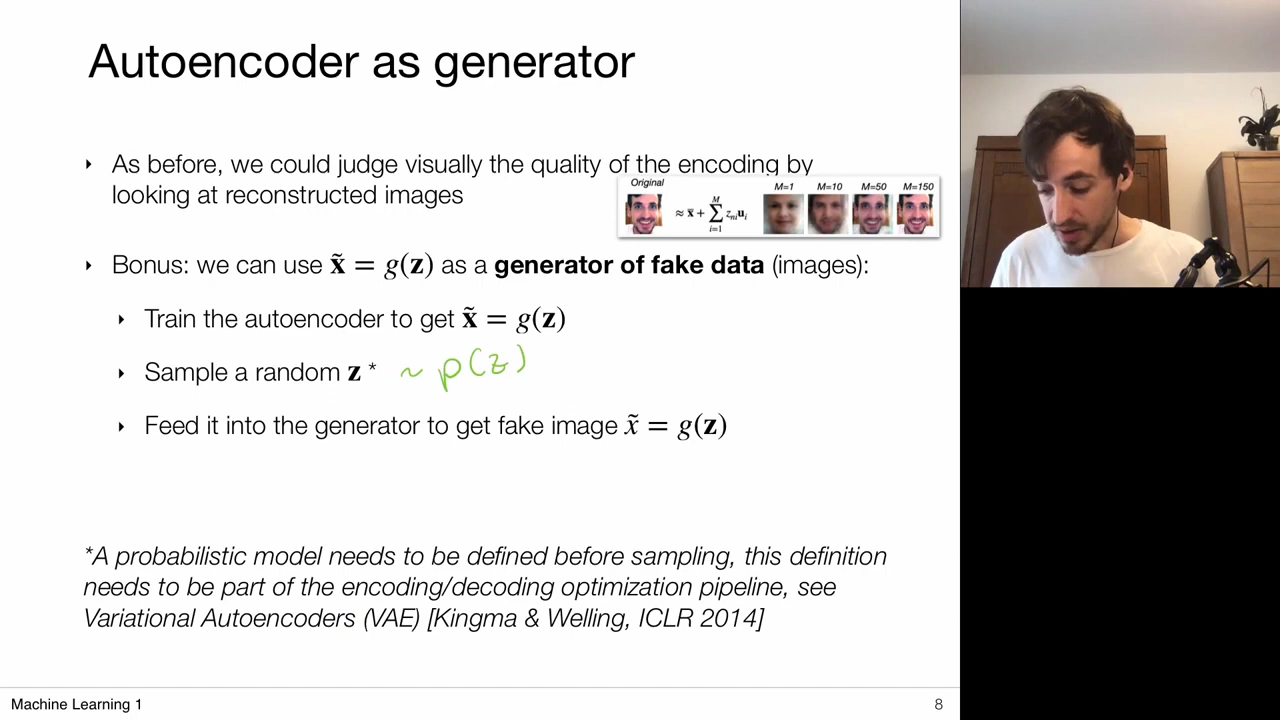 Autoencoder as generator
‣ As before, we could judge visually the quality of the encoding by
looking at reconstructed images
Original M=1 M=10 M=50 M=150
≈ x̄ + ∑_{i=1}^{M} z_{ni}u_i
‣ Bonus: we can use x̃ = g(z) as a generator of fake data (images):
‣ Train the autoencoder to get x̃ = g(z)
‣ Sample a random z * ~ p(z)
‣ Feed it into the generator to get fake image x̃ = g(z)
*A probabilistic model needs to be defined before sampling, this definition
needs to be part of the encoding/decoding optimization pipeline, see
Variational Autoencoders (VAE) [Kingma & Welling, ICLR 2014]
Machine Learning 1 8